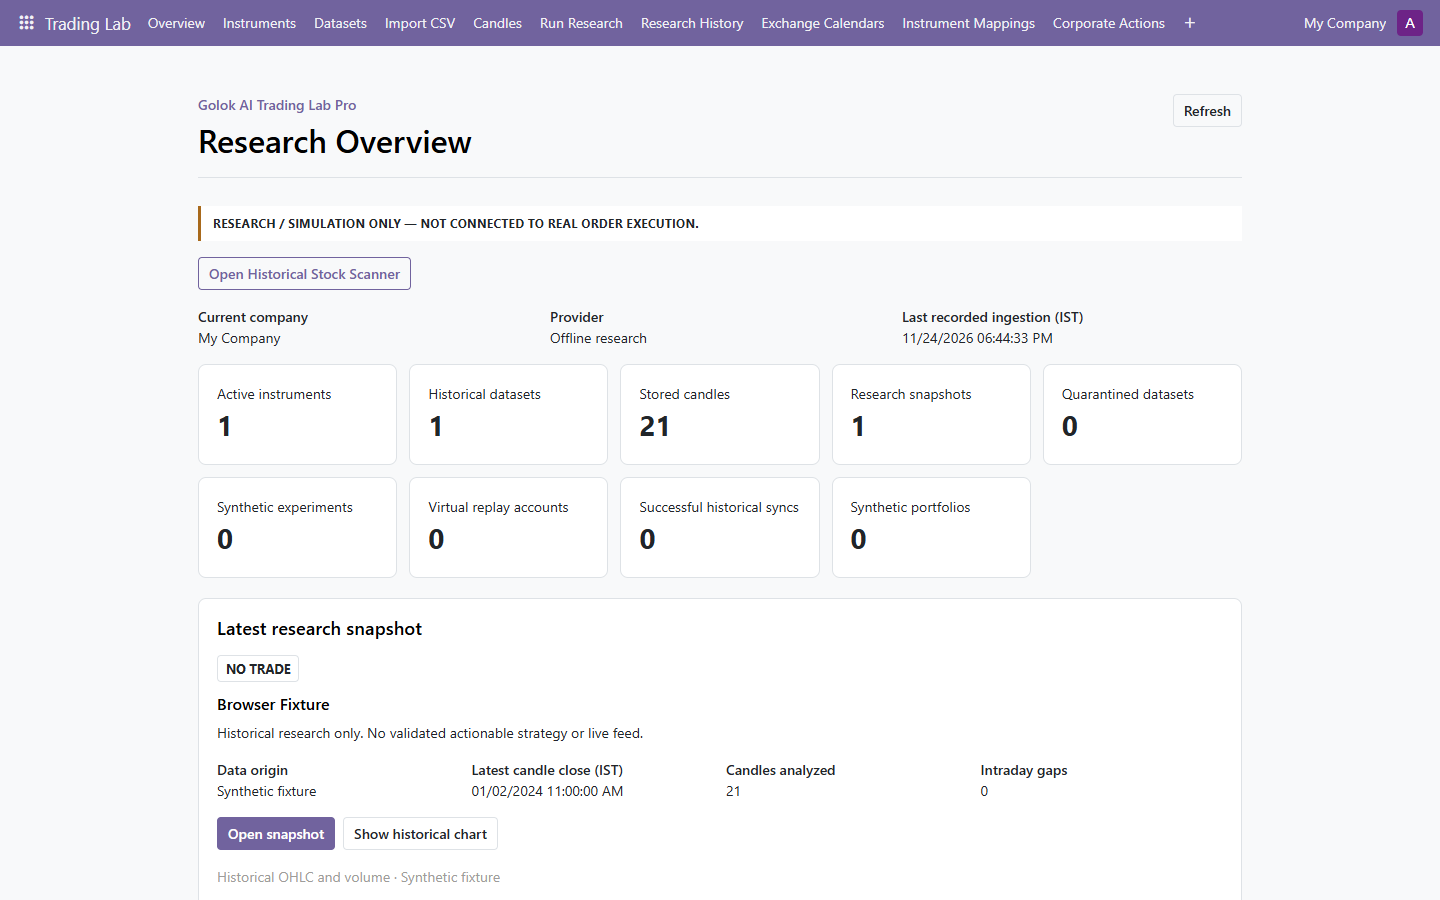 Trading Lab Overview Instruments Datasets Import CSV Candles Run Research Research History Exchange Calendars Instrument Mappings Corporate Actions + My Company A
Golok AI Trading Lab Pro
Refresh
Research Overview
RESEARCH / SIMULATION ONLY — NOT CONNECTED TO REAL ORDER EXECUTION.
Open Historical Stock Scanner
Current company Provider Last recorded ingestion (IST)
My Company Offline research 11/24/2026 06:44:33 PM
Active instruments Historical datasets Stored candles Research snapshots Quarantined datasets
1 1 21 1 0
Synthetic experiments Virtual replay accounts Successful historical syncs Synthetic portfolios
0 0 0 0
Latest research snapshot
NO TRADE
Browser Fixture
Historical research only. No validated actionable strategy or live feed.
Data origin Latest candle close (IST) Candles analyzed Intraday gaps
Synthetic fixture 01/02/2024 11:00:00 AM 21 0
Open snapshot Show historical chart
Historical OHLC and volume · Synthetic fixture